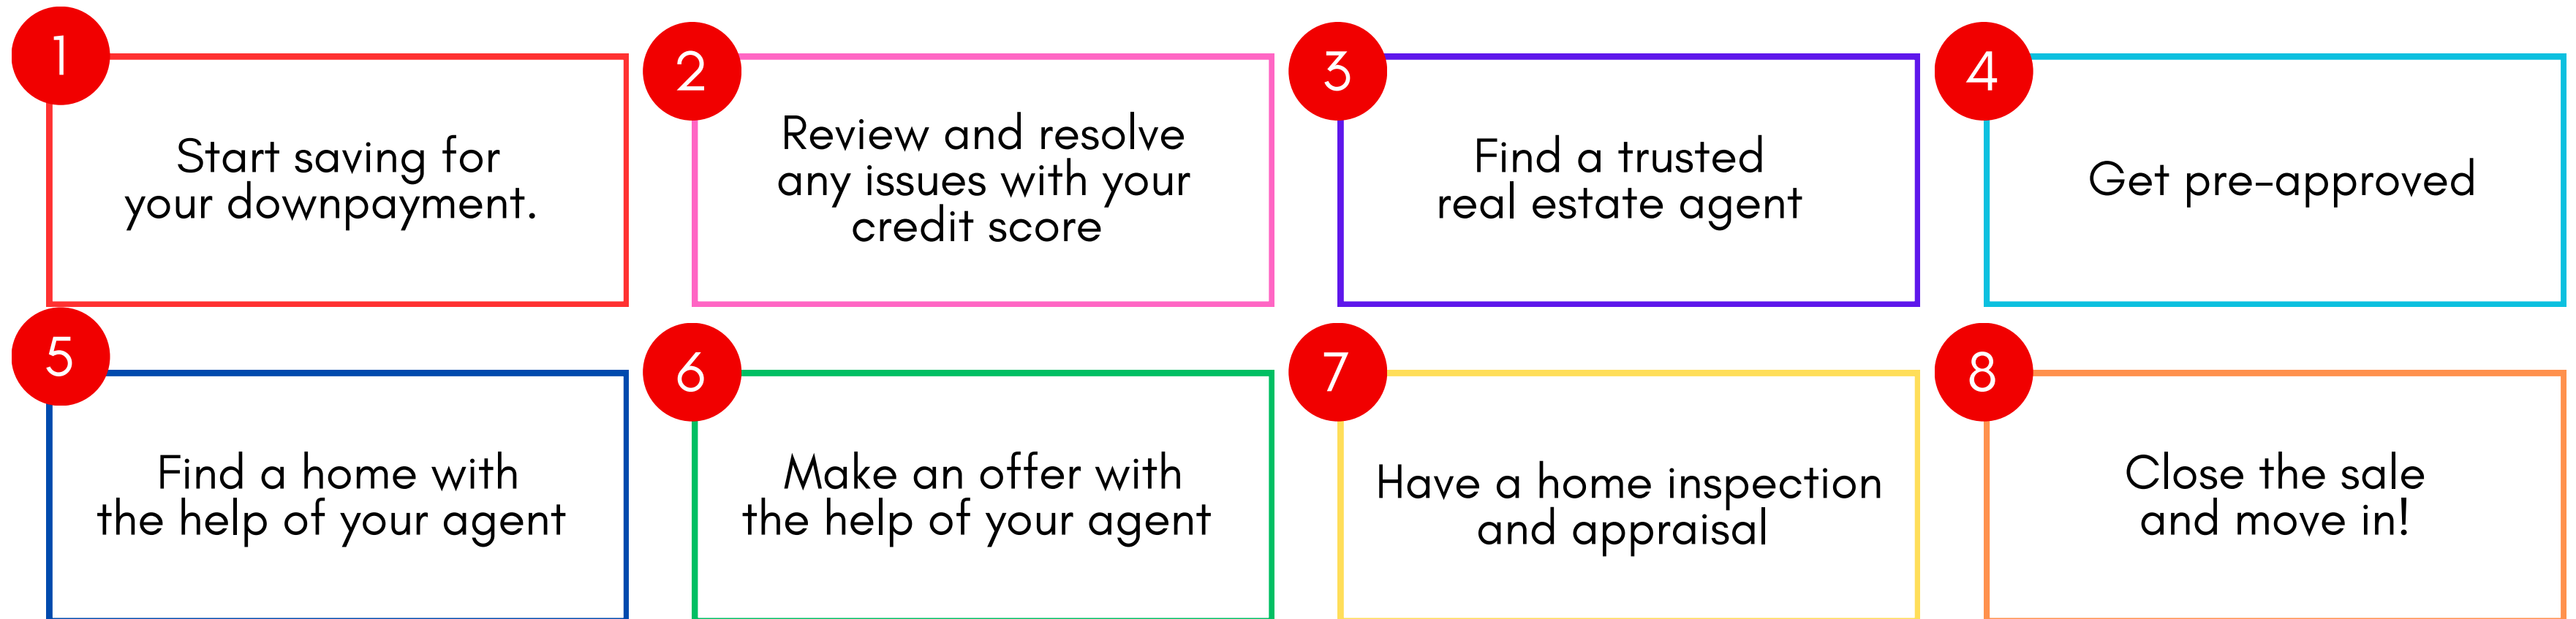 1
Start saving for
your downpayment.
2
Review and resolve
any issues with your
credit score
3
Find a trusted
real estate agent
4
Get pre-approved
5
Find a home with
the help of your agent
6
Make an offer with
the help of your agent
7
Have a home inspection
and appraisal
8
Close the sale
and move in!